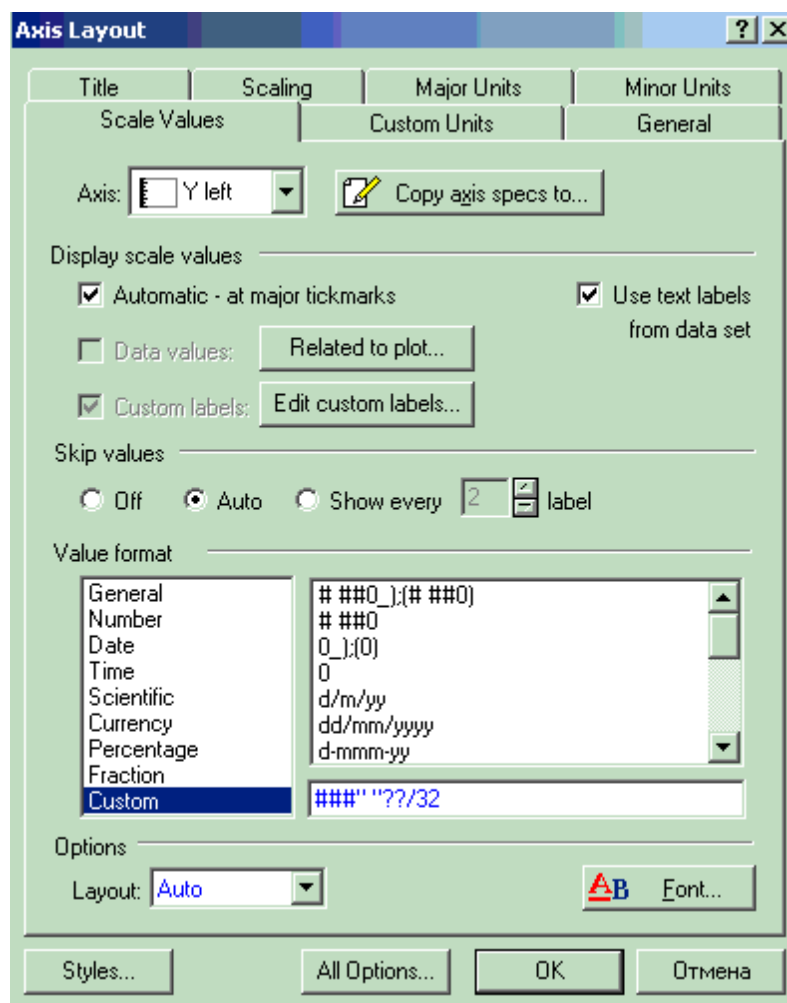 Axis Layout
Title Scaling Major Units Minor Units
Scale Values Custom Units General
Axis: Y left Copy axis specs to...
Display scale values
Automatic - at major tickmarks Use text labels
from data set
Data values: Related to plot...
Custom labels: Edit custom labels...
Skip values
Off Auto Show every 2 label
Value format
General
Number
Date
Time
Scientific
Currency
Percentage
Fraction
Custom
# ##0_);(# ##0)
# ##0
0_);(0)
0
d/m/yy
dd/mm/yyyy
d-mmm-yy
###" "??/32
Options
Layout: Auto AB Font...
Styles... All Options... OK Отмена